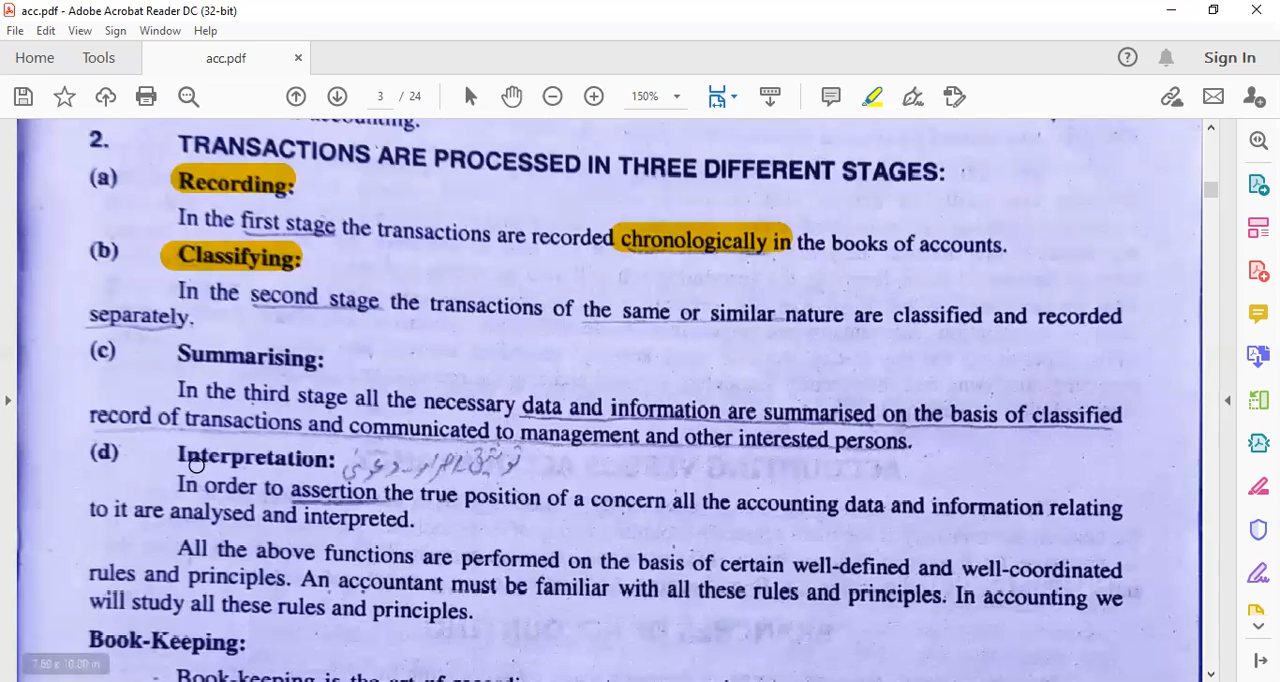 acc.pdf - Adobe Acrobat Reader DC (32-bit)
File Edit View Sign Window Help
Home Tools acc.pdf × Sign In
3 / 24 150%
2. TRANSACTIONS ARE PROCESSED IN THREE DIFFERENT STAGES:
(a) Recording:
In the first stage the transactions are recorded chronologically in the books of accounts.
(b) Classifying:
In the second stage the transactions of the same or similar nature are classified and recorded
separately.
(c) Summarising:
In the third stage all the necessary data and information are summarised on the basis of classified
record of transactions and communicated to management and other interested persons.
(d) Interpretation:
In order to assertion the true position of a concern all the accounting data and information relating
to it are analysed and interpreted.
All the above functions are performed on the basis of certain well-defined and well-coordinated
rules and principles. An accountant must be familiar with all these rules and principles. In accounting we
will study all these rules and principles.
Book-Keeping:
Book-keeping is the art of